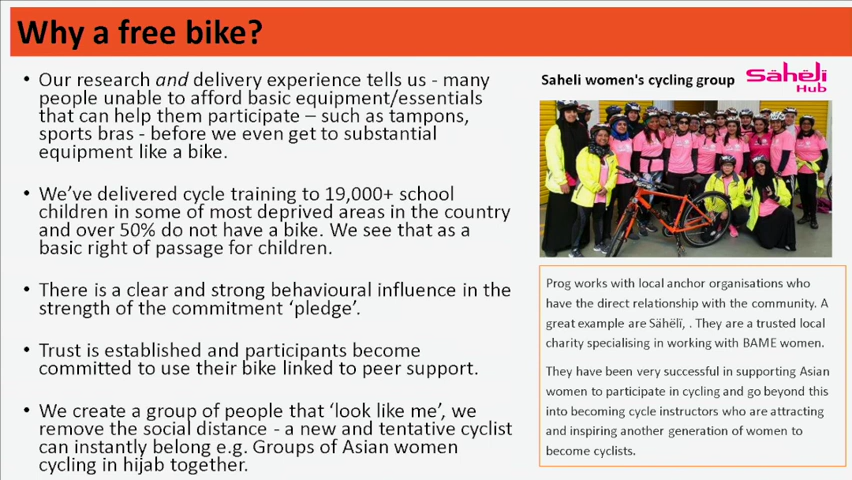 Why a free bike?
• Our research and delivery experience tells us - many
people unable to afford basic equipment/essentials
that can help them participate – such as tampons,
sports bras - before we even get to substantial
equipment like a bike.
• We’ve delivered cycle training to 19,000+ school
children in some of most deprived areas in the country
and over 50% do not have a bike. We see that as a
basic right of passage for children.
• There is a clear and strong behavioural influence in the
strength of the commitment ‘pledge’.
• Trust is established and participants become
committed to use their bike linked to peer support.
• We create a group of people that ‘look like me’, we
remove the social distance - a new and tentative cyclist
can instantly belong e.g. Groups of Asian women
cycling in hijab together.
Saheli women's cycling group
Säheli
Hub
Prog works with local anchor organisations who
have the direct relationship with the community. A
great example are Sähëlï, . They are a trusted local
charity specialising in working with BAME women.
They have been very successful in supporting Asian
women to participate in cycling and go beyond this
into becoming cycle instructors who are attracting
and inspiring another generation of women to
become cyclists.